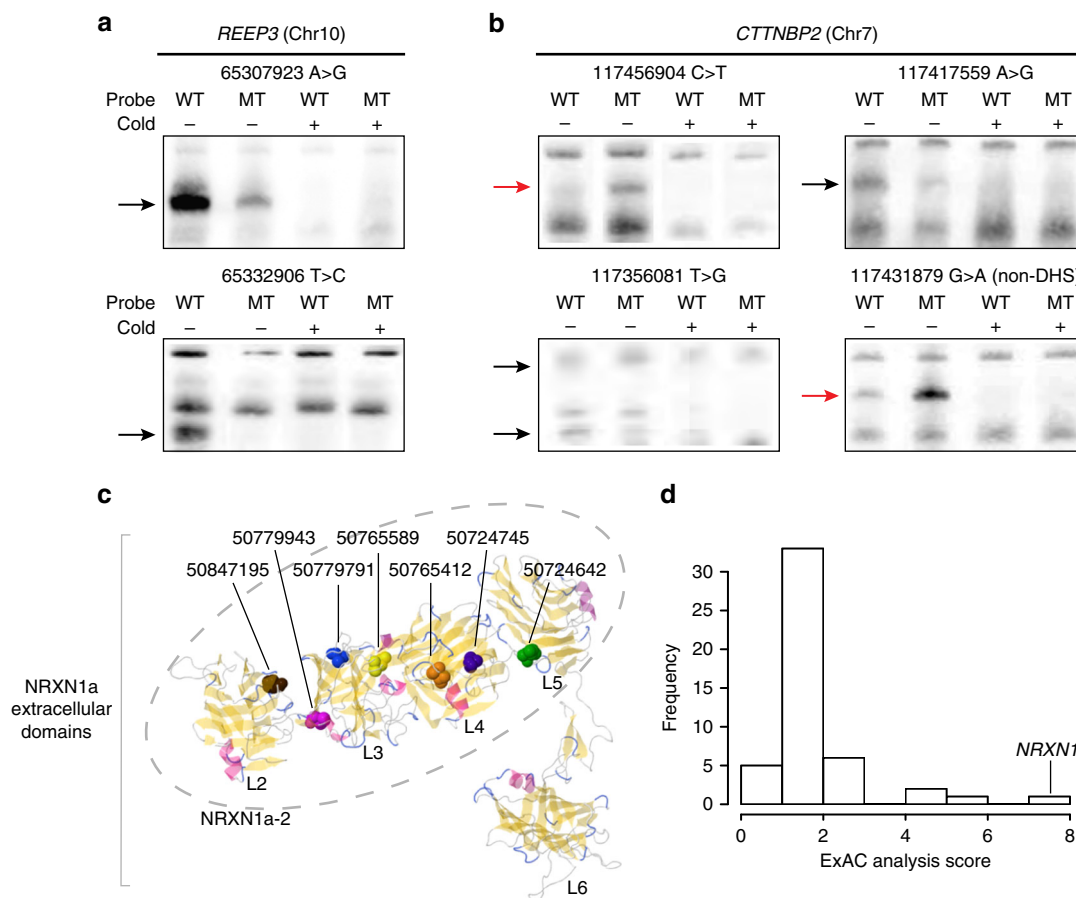 a
REEP3 (Chr10)
65307923 A>G
Probe WT MT WT MT
Cold – – + +
65332906 T>C
Probe WT MT WT MT
Cold – – + +
b
CTTNBP2 (Chr7)
117456904 C>T
WT MT WT MT
– – + +
117417559 A>G
WT MT WT MT
– – + +
117356081 T>G
WT MT WT MT
– – + +
117431879 G>A (non-DHS)
WT MT WT MT
– – + +
c
50779943 50765589 50724745
50847195 50779791 50765412 50724642
NRXN1a
extracellular
domains
L2
L3
L4
L5
L6
NRXN1a-2
d
Frequency
30
25
20
15
10
5
0
NRXN1
0 2 4 6 8
ExAC analysis score